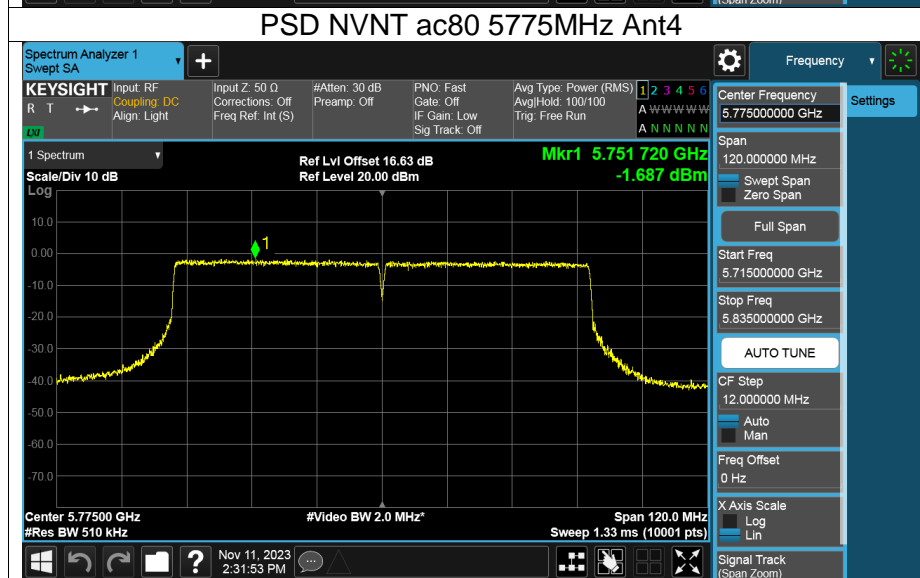 (Span Zoom)
PSD NVNT ac80 5775MHz Ant4
Spectrum Analyzer 1
Swept SA
+
Frequency
KEYSIGHT
R T
LXI
Input: RF
Coupling: DC
Align: Light
Input Z: 50 Ω
Corrections: Off
Freq Ref: Int (S)
#Atten: 30 dB
Preamp: Off
PNO: Fast
Gate: Off
IF Gain: Low
Sig Track: Off
Avg Type: Power (RMS)
Avg|Hold: 100/100
Trig: Free Run
1 2 3 4 5 6
A W W W W W
A N N N N N
1 Spectrum
Scale/Div 10 dB
Log
Ref Lvl Offset 16.63 dB
Ref Level 20.00 dBm
Mkr1 5.751 720 GHz
-1.687 dBm
10.0
0.00
-10.0
-20.0
-30.0
-40.0
-50.0
-60.0
-70.0
1
Center 5.77500 GHz
#Res BW 510 kHz
#Video BW 2.0 MHz*
Span 120.0 MHz
Sweep 1.33 ms (10001 pts)
Center Frequency
5.775000000 GHz
Settings
Span
120.000000 MHz
Swept Span
Zero Span
Full Span
Start Freq
5.715000000 GHz
Stop Freq
5.835000000 GHz
AUTO TUNE
CF Step
12.000000 MHz
Auto
Man
Freq Offset
0 Hz
X Axis Scale
Log
Lin
Signal Track
(Span Zoom)
?
Nov 11, 2023
2:31:53 PM